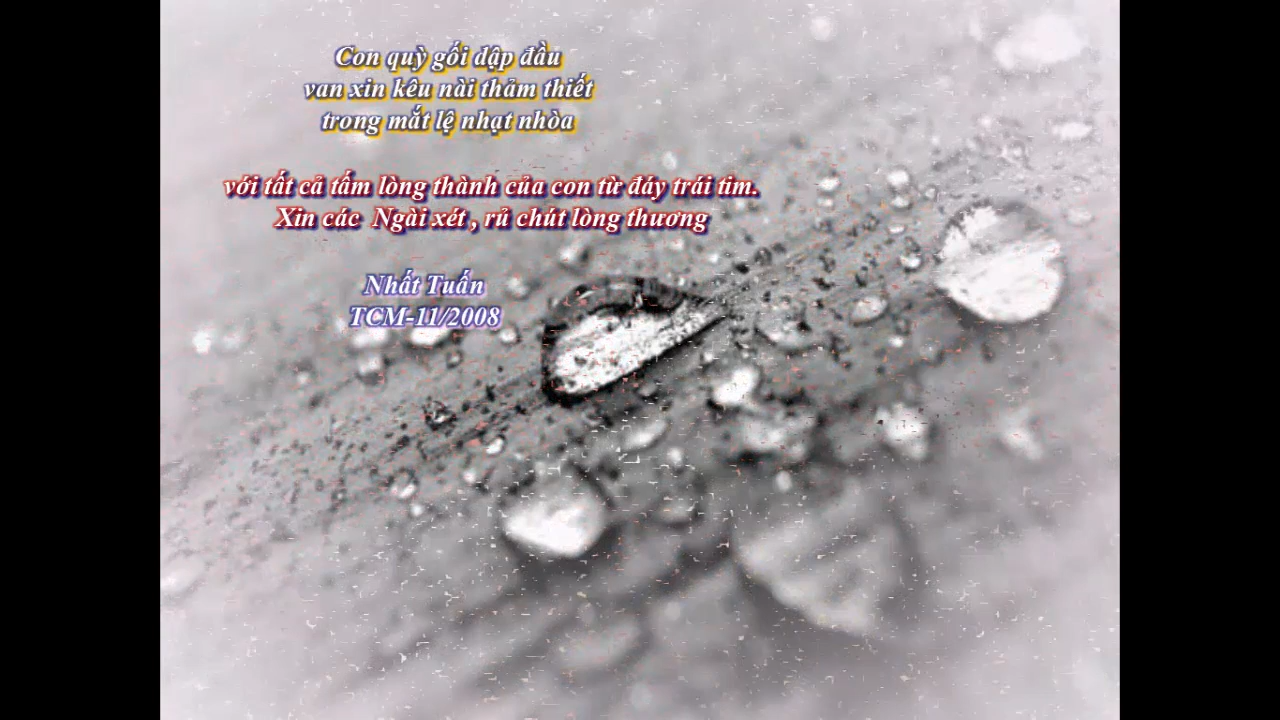 Con quỳ gối dập đầu
van xin kêu nài thảm thiết
trong mắt lệ nhạt nhòa
với tất cả tấm lòng thành của con từ đáy trái tim.
Xin các Ngài xét , rủ chút lòng thương
Nhất Tuấn
TCM-11/2008